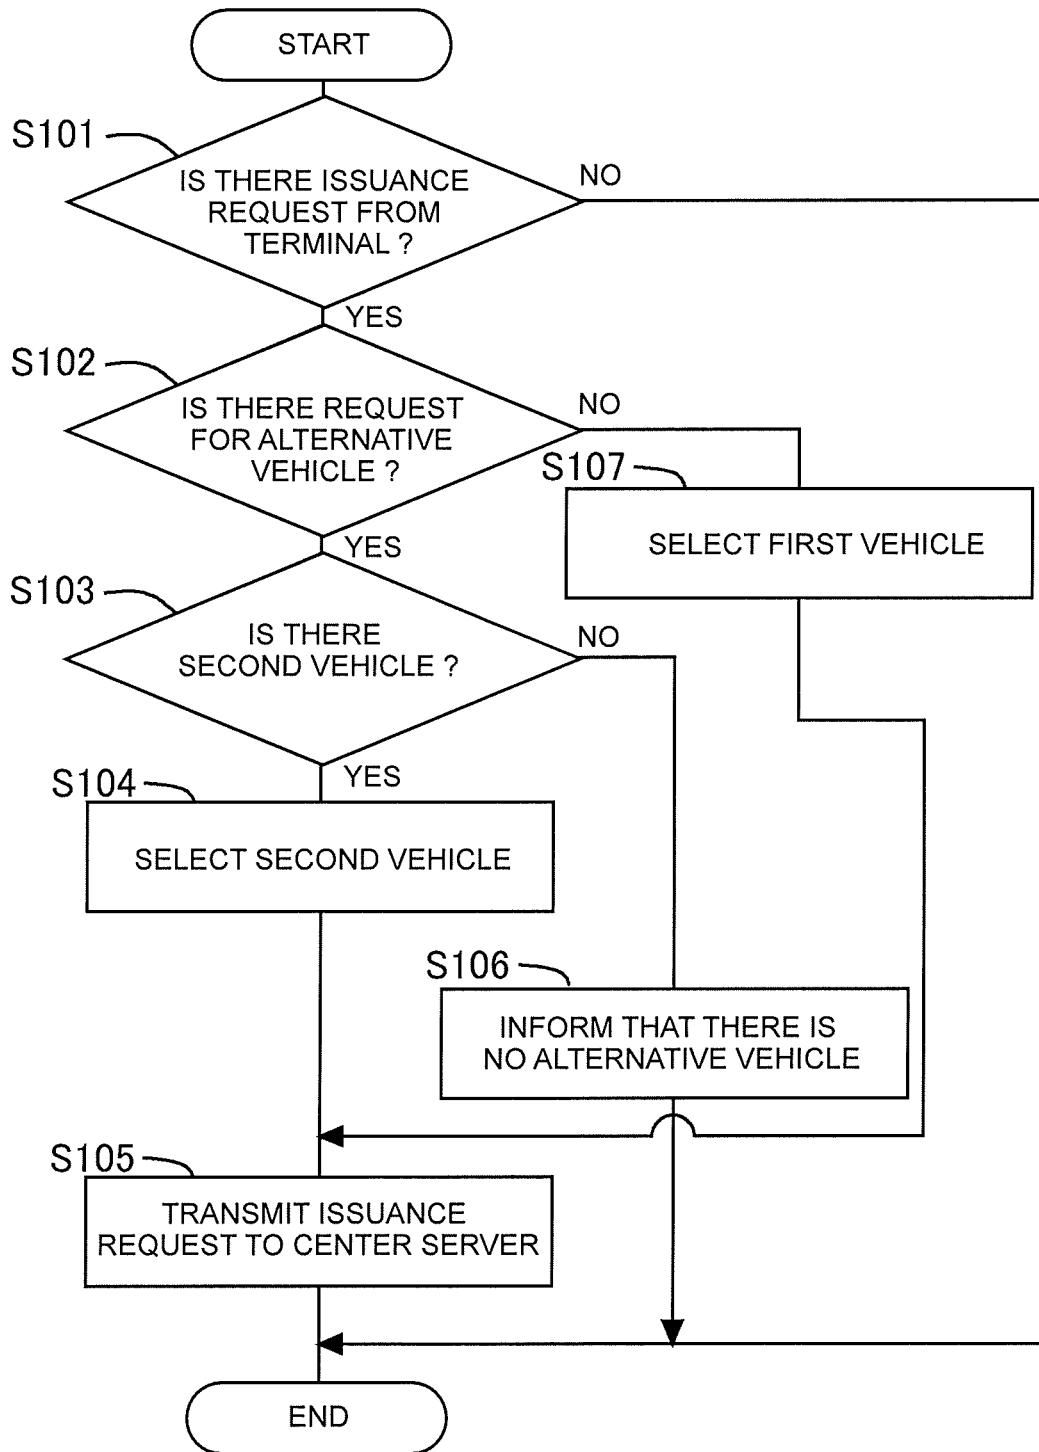 START
S101
IS THERE ISSUANCE
REQUEST FROM
TERMINAL ?
NO
YES
S102
IS THERE REQUEST
FOR ALTERNATIVE
VEHICLE ?
NO
S107
SELECT FIRST VEHICLE
YES
S103
IS THERE
SECOND VEHICLE ?
NO
YES
S104
SELECT SECOND VEHICLE
S106
INFORM THAT THERE IS
NO ALTERNATIVE VEHICLE
S105
TRANSMIT ISSUANCE
REQUEST TO CENTER SERVER
END